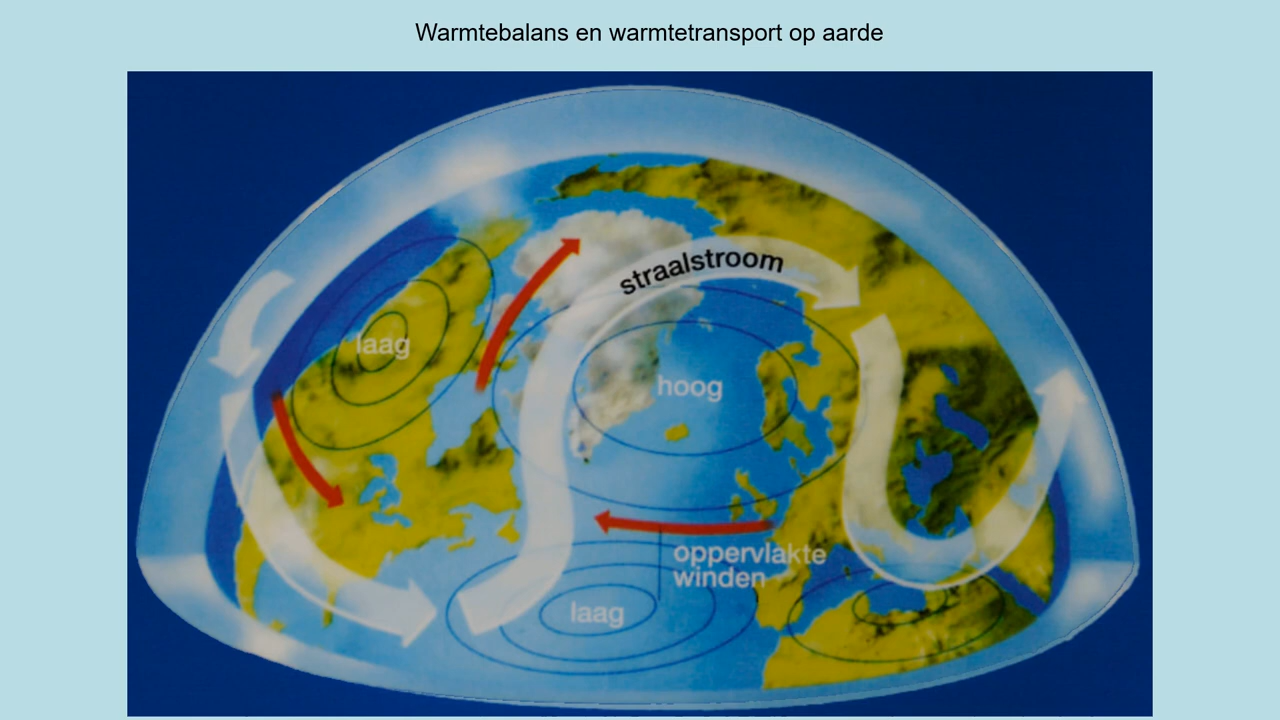 Warmtebalans en warmtetransport op aarde
straalstroom
laag
hoog
oppervlakte
winden
laag